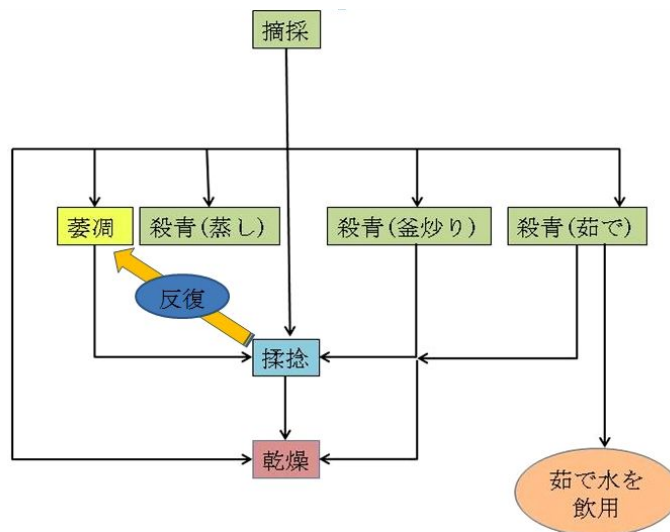 摘採
萎凋
殺青(蒸し)
殺青(釜炒り)
殺青(茹で)
反復
揉捻
乾燥
茹で水を
飲用